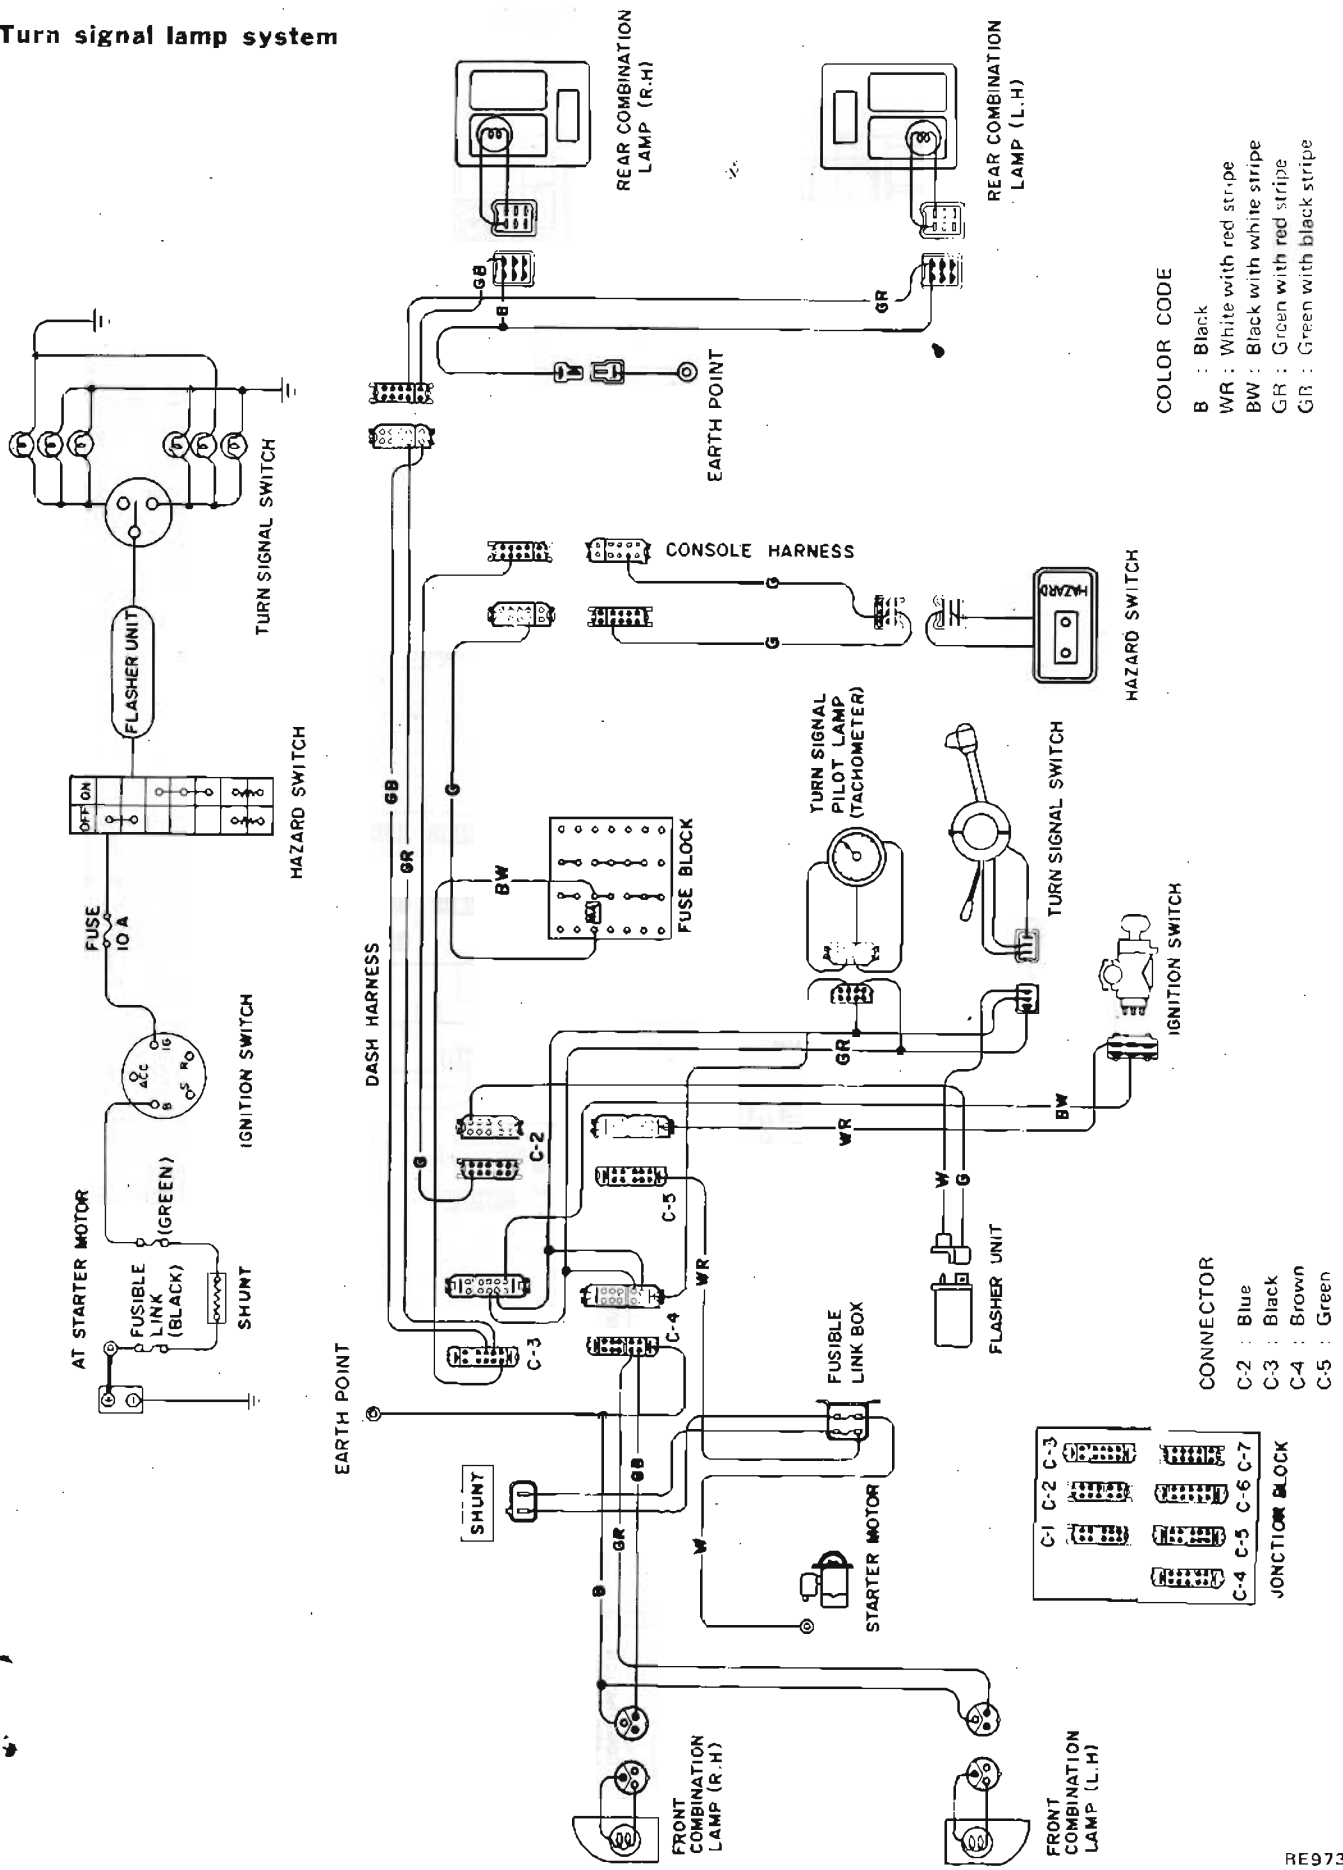 Turn signal lamp system
REAR COMBINATION
LAMP (R.H)
REAR COMBINATION
LAMP (L.H)
GB
B
GR
EARTH POINT
COLOR CODE
B : Black
WR : White with red stripe
BW : Black with white stripe
GR : Green with red stripe
GR : Green with black stripe
TURN SIGNAL SWITCH
FLASHER UNIT
HAZARD SWITCH
OFF ON
FUSE
10 A
IGNITION SWITCH
ACC
IG
R
S
B
AT STARTER MOTOR
FUSIBLE
LINK
(BLACK)
(GREEN)
SHUNT
CONSOLE HARNESS
G
G
HAZARD
HAZARD SWITCH
GB
GR
G
BW
FUSE BLOCK
DASH HARNESS
TURN SIGNAL
PILOT LAMP
(TACHOMETER)
TURN SIGNAL SWITCH
IGNITION SWITCH
GR
BW
WR
C-2
G
C-5
W
G
FLASHER UNIT
WR
C-3
C-4
EARTH POINT
FUSIBLE
LINK BOX
SHUNT
GB
GR
B
W
STARTER MOTOR
CONNECTOR
C-2 : Blue
C-3 : Black
C-4 : Brown
C-5 : Green
C-1 C-2 C-3
C-4 C-5 C-6 C-7
JONCTION BLOCK
FRONT
COMBINATION
LAMP (R.H)
FRONT
COMBINATION
LAMP (L.H)